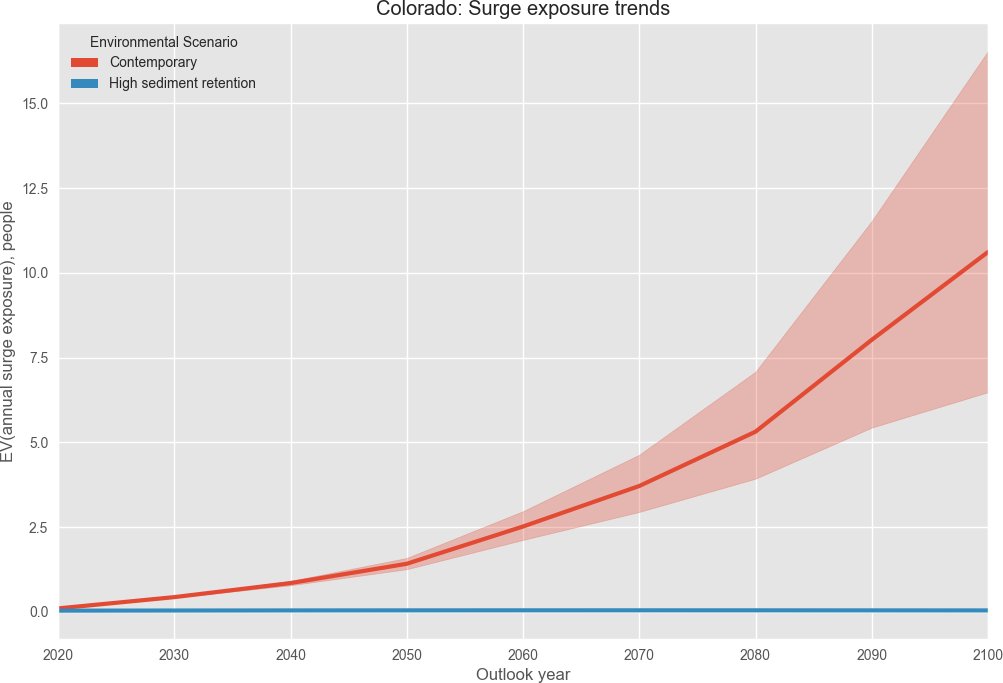 Colorado: Surge exposure trends
Environmental Scenario
Contemporary
High sediment retention
15.0
12.5
10.0
7.5
5.0
2.5
0.0
EV(annual surge exposure), people
2020 2030 2040 2050 2060 2070 2080 2090 2100
Outlook year